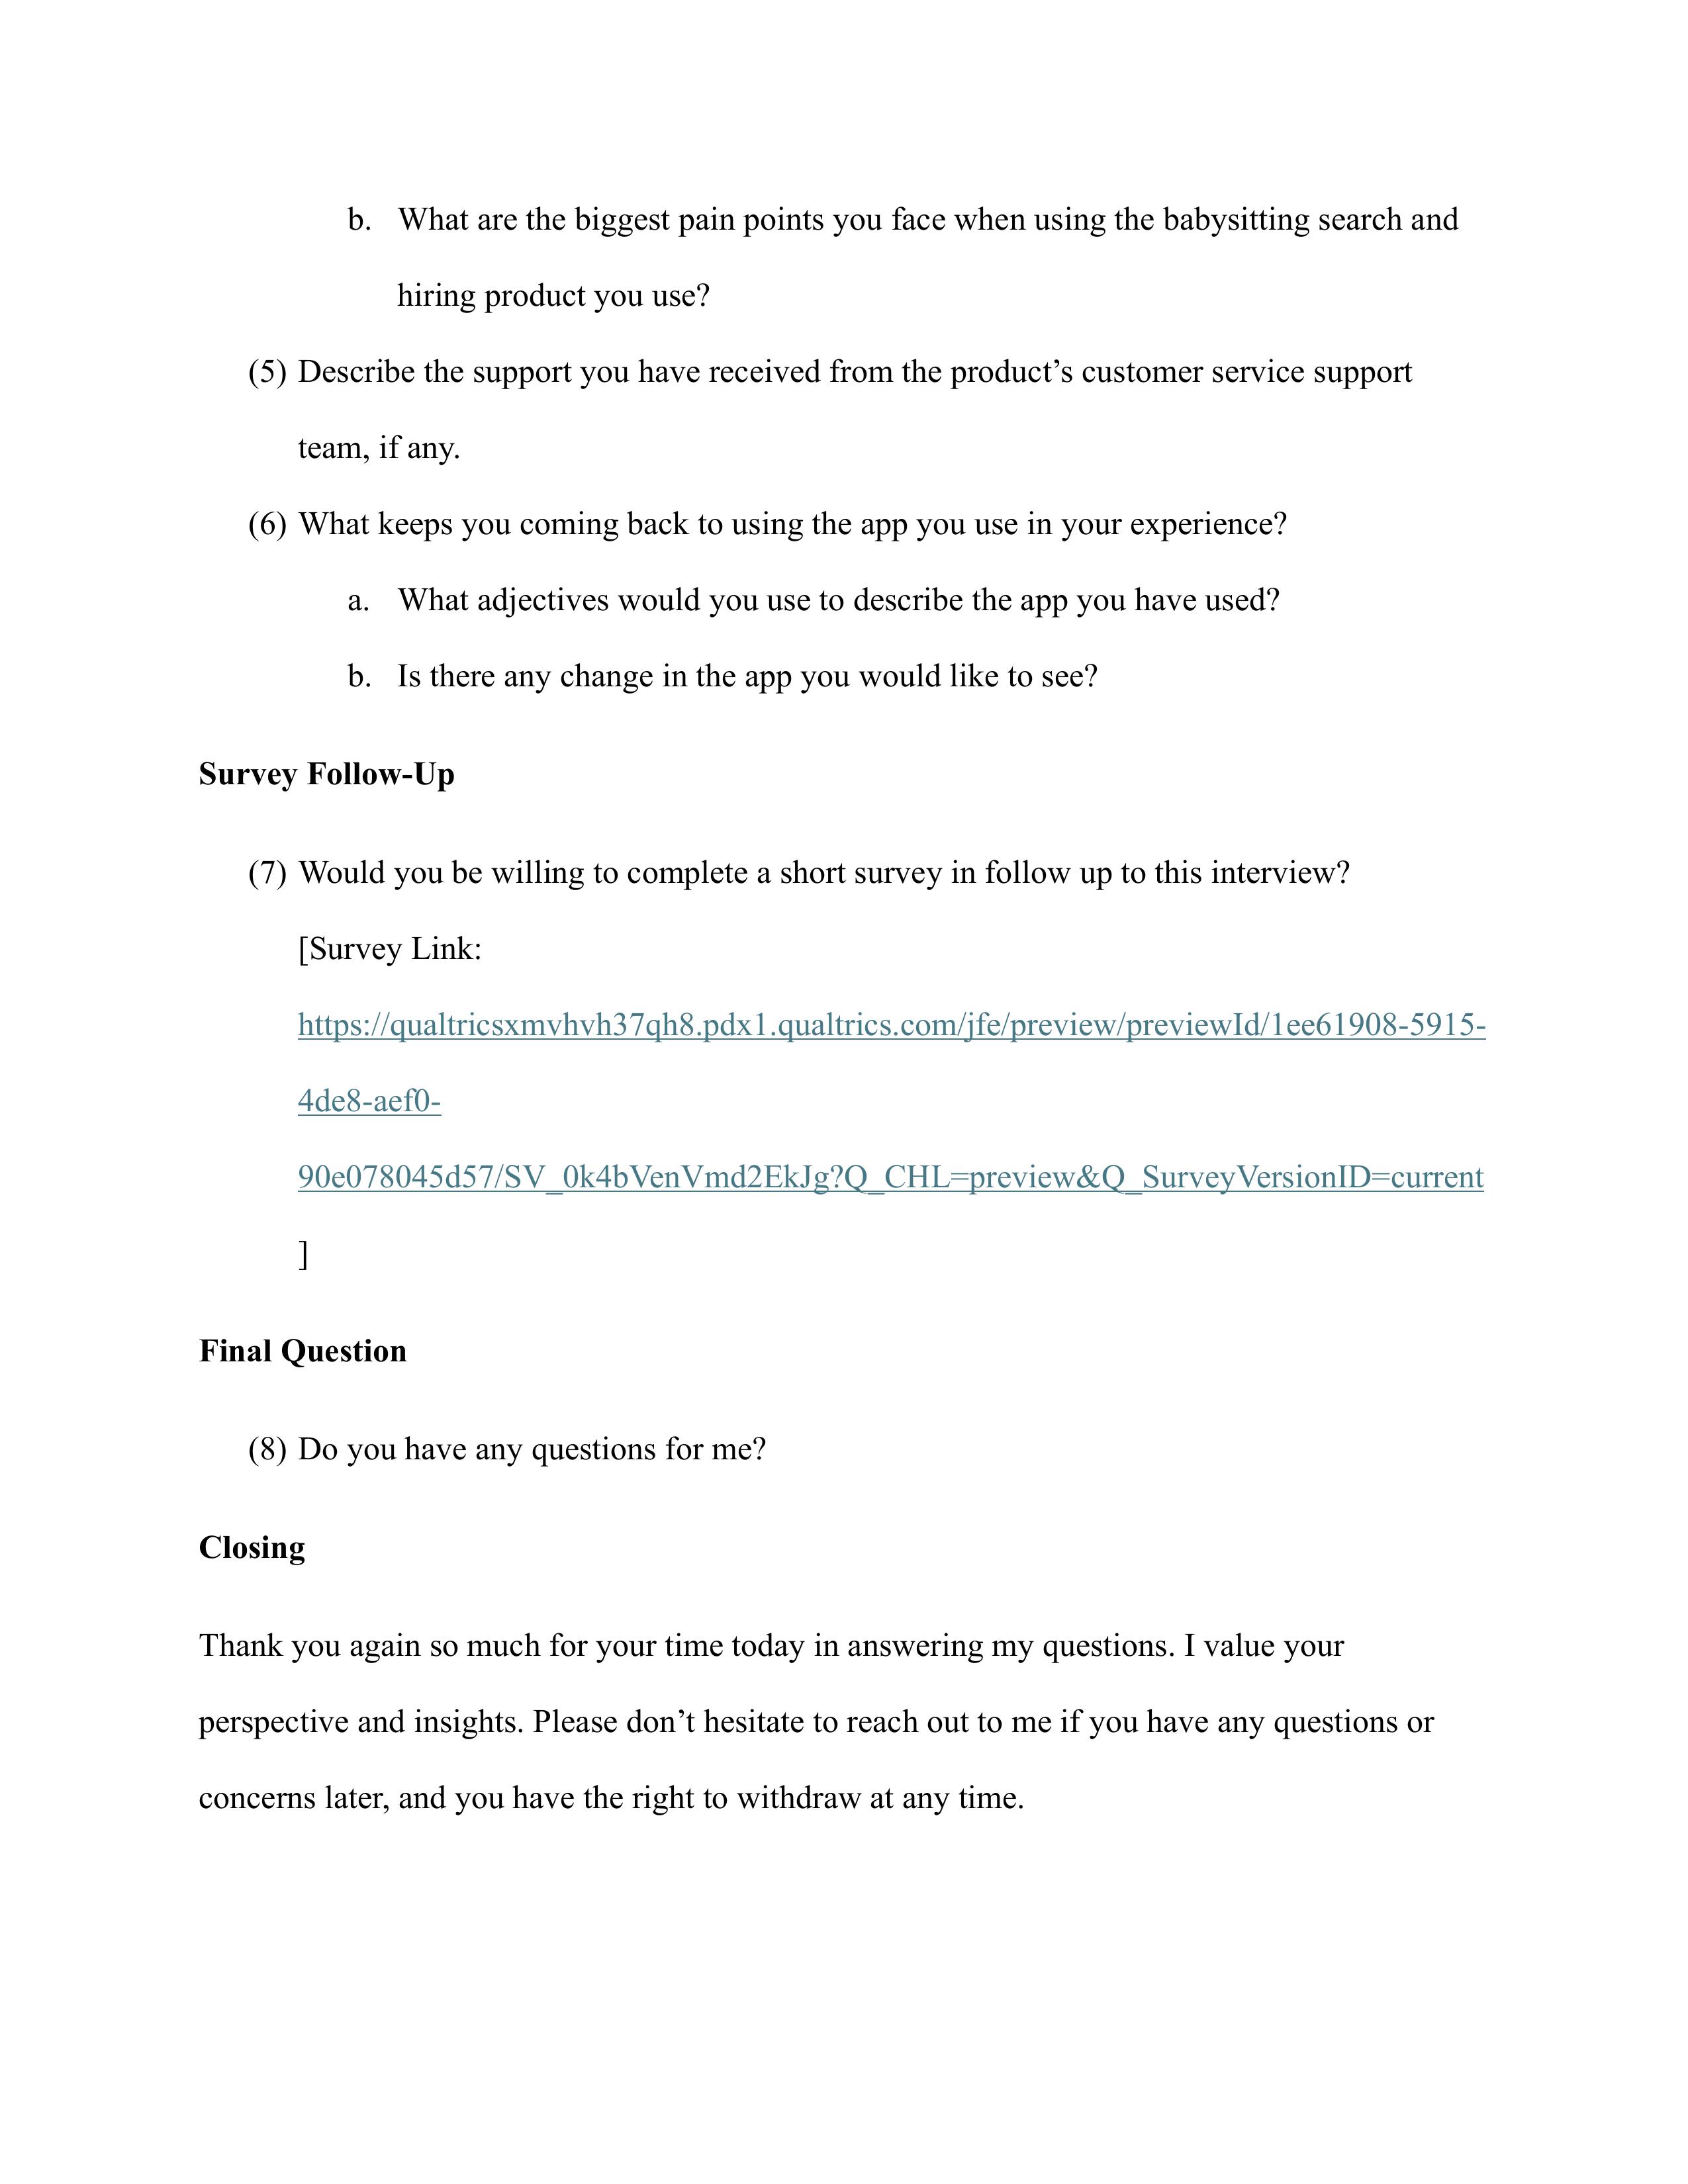 b. What are the biggest pain points you face when using the babysitting search and
hiring product you use?
(5) Describe the support you have received from the product’s customer service support
team, if any.
(6) What keeps you coming back to using the app you use in your experience?
a. What adjectives would you use to describe the app you have used?
b. Is there any change in the app you would like to see?
Survey Follow-Up
(7) Would you be willing to complete a short survey in follow up to this interview?
[Survey Link:
https://qualtricsxmvhvh37qh8.pdx1.qualtrics.com/jfe/preview/previewId/1ee61908-5915-
4de8-aef0-
90e078045d57/SV_0k4bVenVmd2EkJg?Q_CHL=preview&Q_SurveyVersionID=current
]
Final Question
(8) Do you have any questions for me?
Closing
Thank you again so much for your time today in answering my questions. I value your
perspective and insights. Please don’t hesitate to reach out to me if you have any questions or
concerns later, and you have the right to withdraw at any time.